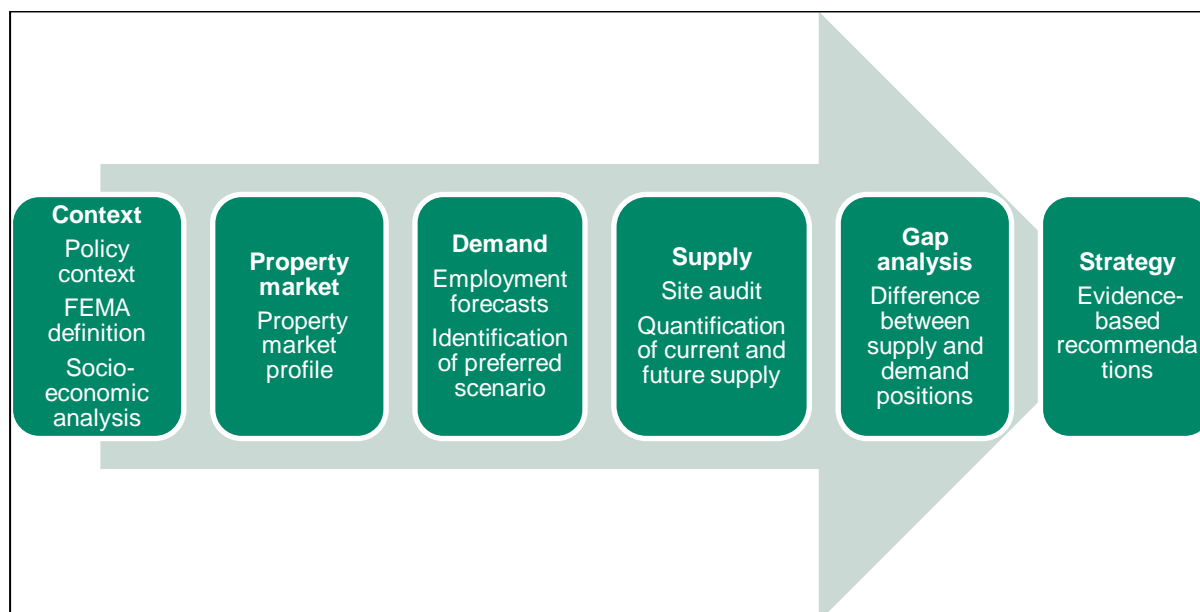 Context
Policy
context
FEMA
definition
Socio-
economic
analysis
Property
market
Property
market
profile
Demand
Employment
forecasts
Identification
of preferred
scenario
Supply
Site audit
Quantification
of current and
future supply
Gap
analysis
Difference
between
supply and
demand
positions
Strategy
Evidence-
based
recommenda
tions